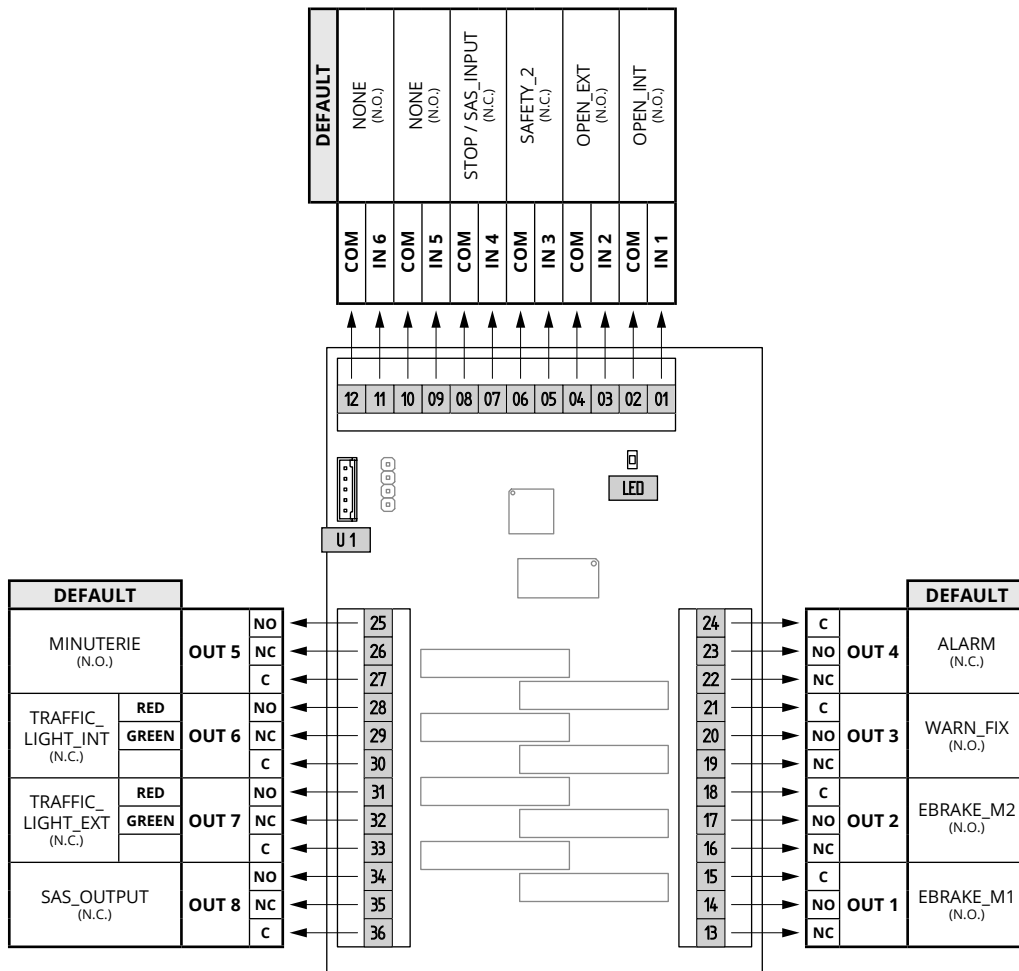 DEFAULT
NONE
(N.O.)
NONE
(N.O.)
STOP / SAS_INPUT
(N.C.)
SAFETY_2
(N.C.)
OPEN_EXT
(N.O.)
OPEN_INT
(N.O.)
COM
IN 6
COM
IN 5
COM
IN 4
COM
IN 3
COM
IN 2
COM
IN 1
12 11 10 09 08 07 06 05 04 03 02 01
LED
U 1
DEFAULT
MINUTERIE
(N.O.)
OUT 5
NO
NC
C
25
26
27
TRAFFIC_
LIGHT_INT
(N.C.)
RED
GREEN
OUT 6
NO
NC
C
28
29
30
TRAFFIC_
LIGHT_EXT
(N.C.)
RED
GREEN
OUT 7
NO
NC
C
31
32
33
SAS_OUTPUT
(N.C.)
OUT 8
NO
NC
C
34
35
36
DEFAULT
24
23
22
C
NO
NC
OUT 4
ALARM
(N.C.)
21
20
19
C
NO
NC
OUT 3
WARN_FIX
(N.O.)
18
17
16
C
NO
NC
OUT 2
EBRAKE_M2
(N.O.)
15
14
13
C
NO
NC
OUT 1
EBRAKE_M1
(N.O.)